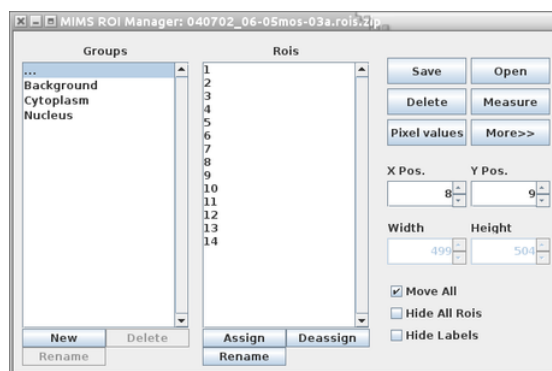 MIMS ROI Manager: 040702_06-05mos-03a.rois.zip
Groups
Rois
...
Background
Cytoplasm
Nucleus
1
2
3
4
5
6
7
8
9
10
11
12
13
14
Save Open
Delete Measure
Pixel values More>>
X Pos. Y Pos.
8 9
Width Height
499 504
Move All
Hide All Rois
Hide Labels
New Delete
Rename
Assign Deassign
Rename